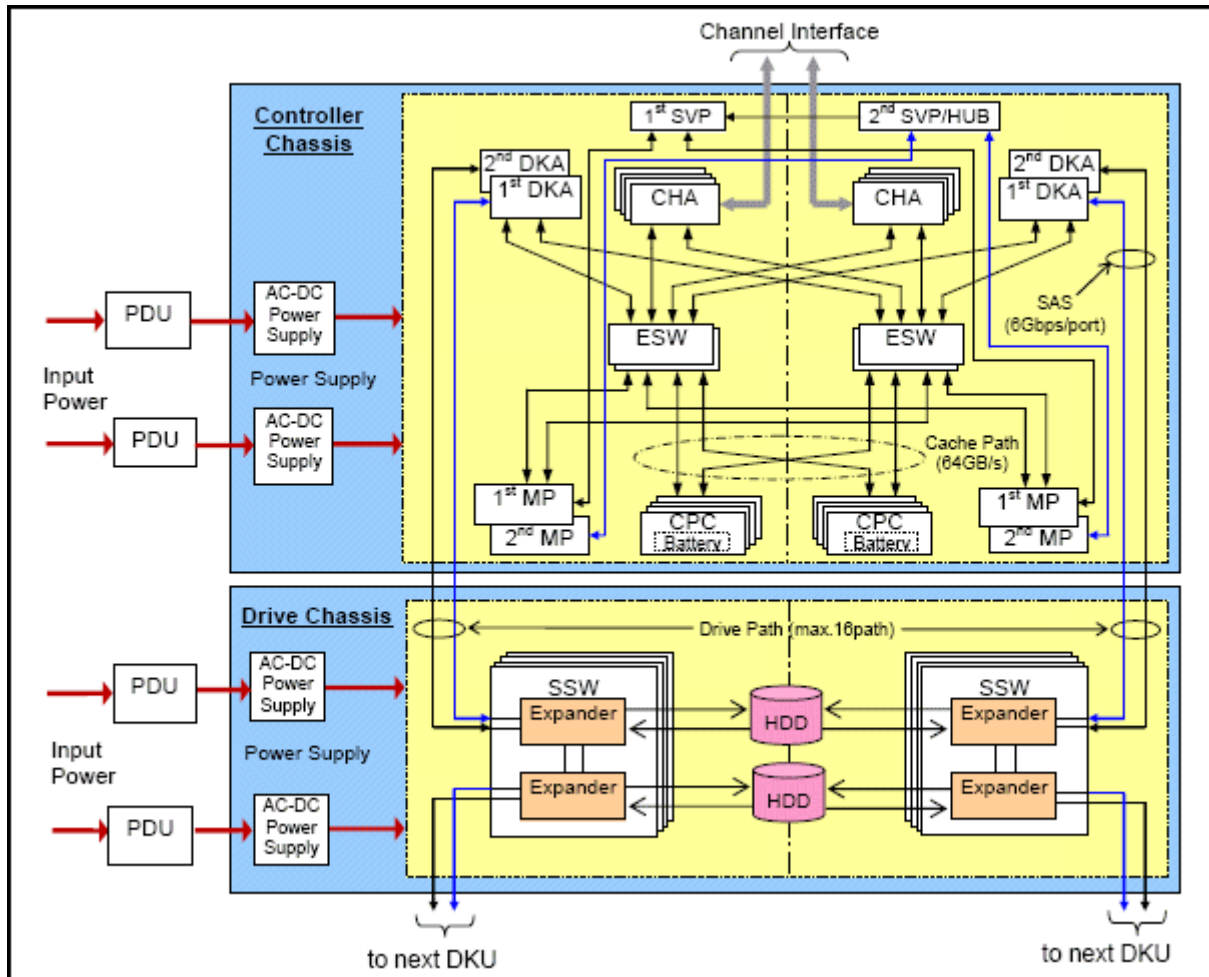 Channel Interface
Controller
Chassis
1st SVP
2nd SVP/HUB
2nd DKA
1st DKA
CHA
CHA
2nd DKA
1st DKA
SAS
(6Gbps/port)
PDU
AC-DC
Power
Supply
ESW
ESW
Input
Power
Power Supply
PDU
AC-DC
Power
Supply
Cache Path
(64GB/s)
1st MP
2nd MP
CPC
Battery
CPC
Battery
1st MP
2nd MP
Drive Chassis
Drive Path (max.16path)
PDU
AC-DC
Power
Supply
SSW
Expander
HDD
SSW
Expander
Input
Power
Power Supply
Expander
HDD
Expander
PDU
AC-DC
Power
Supply
to next DKU
to next DKU